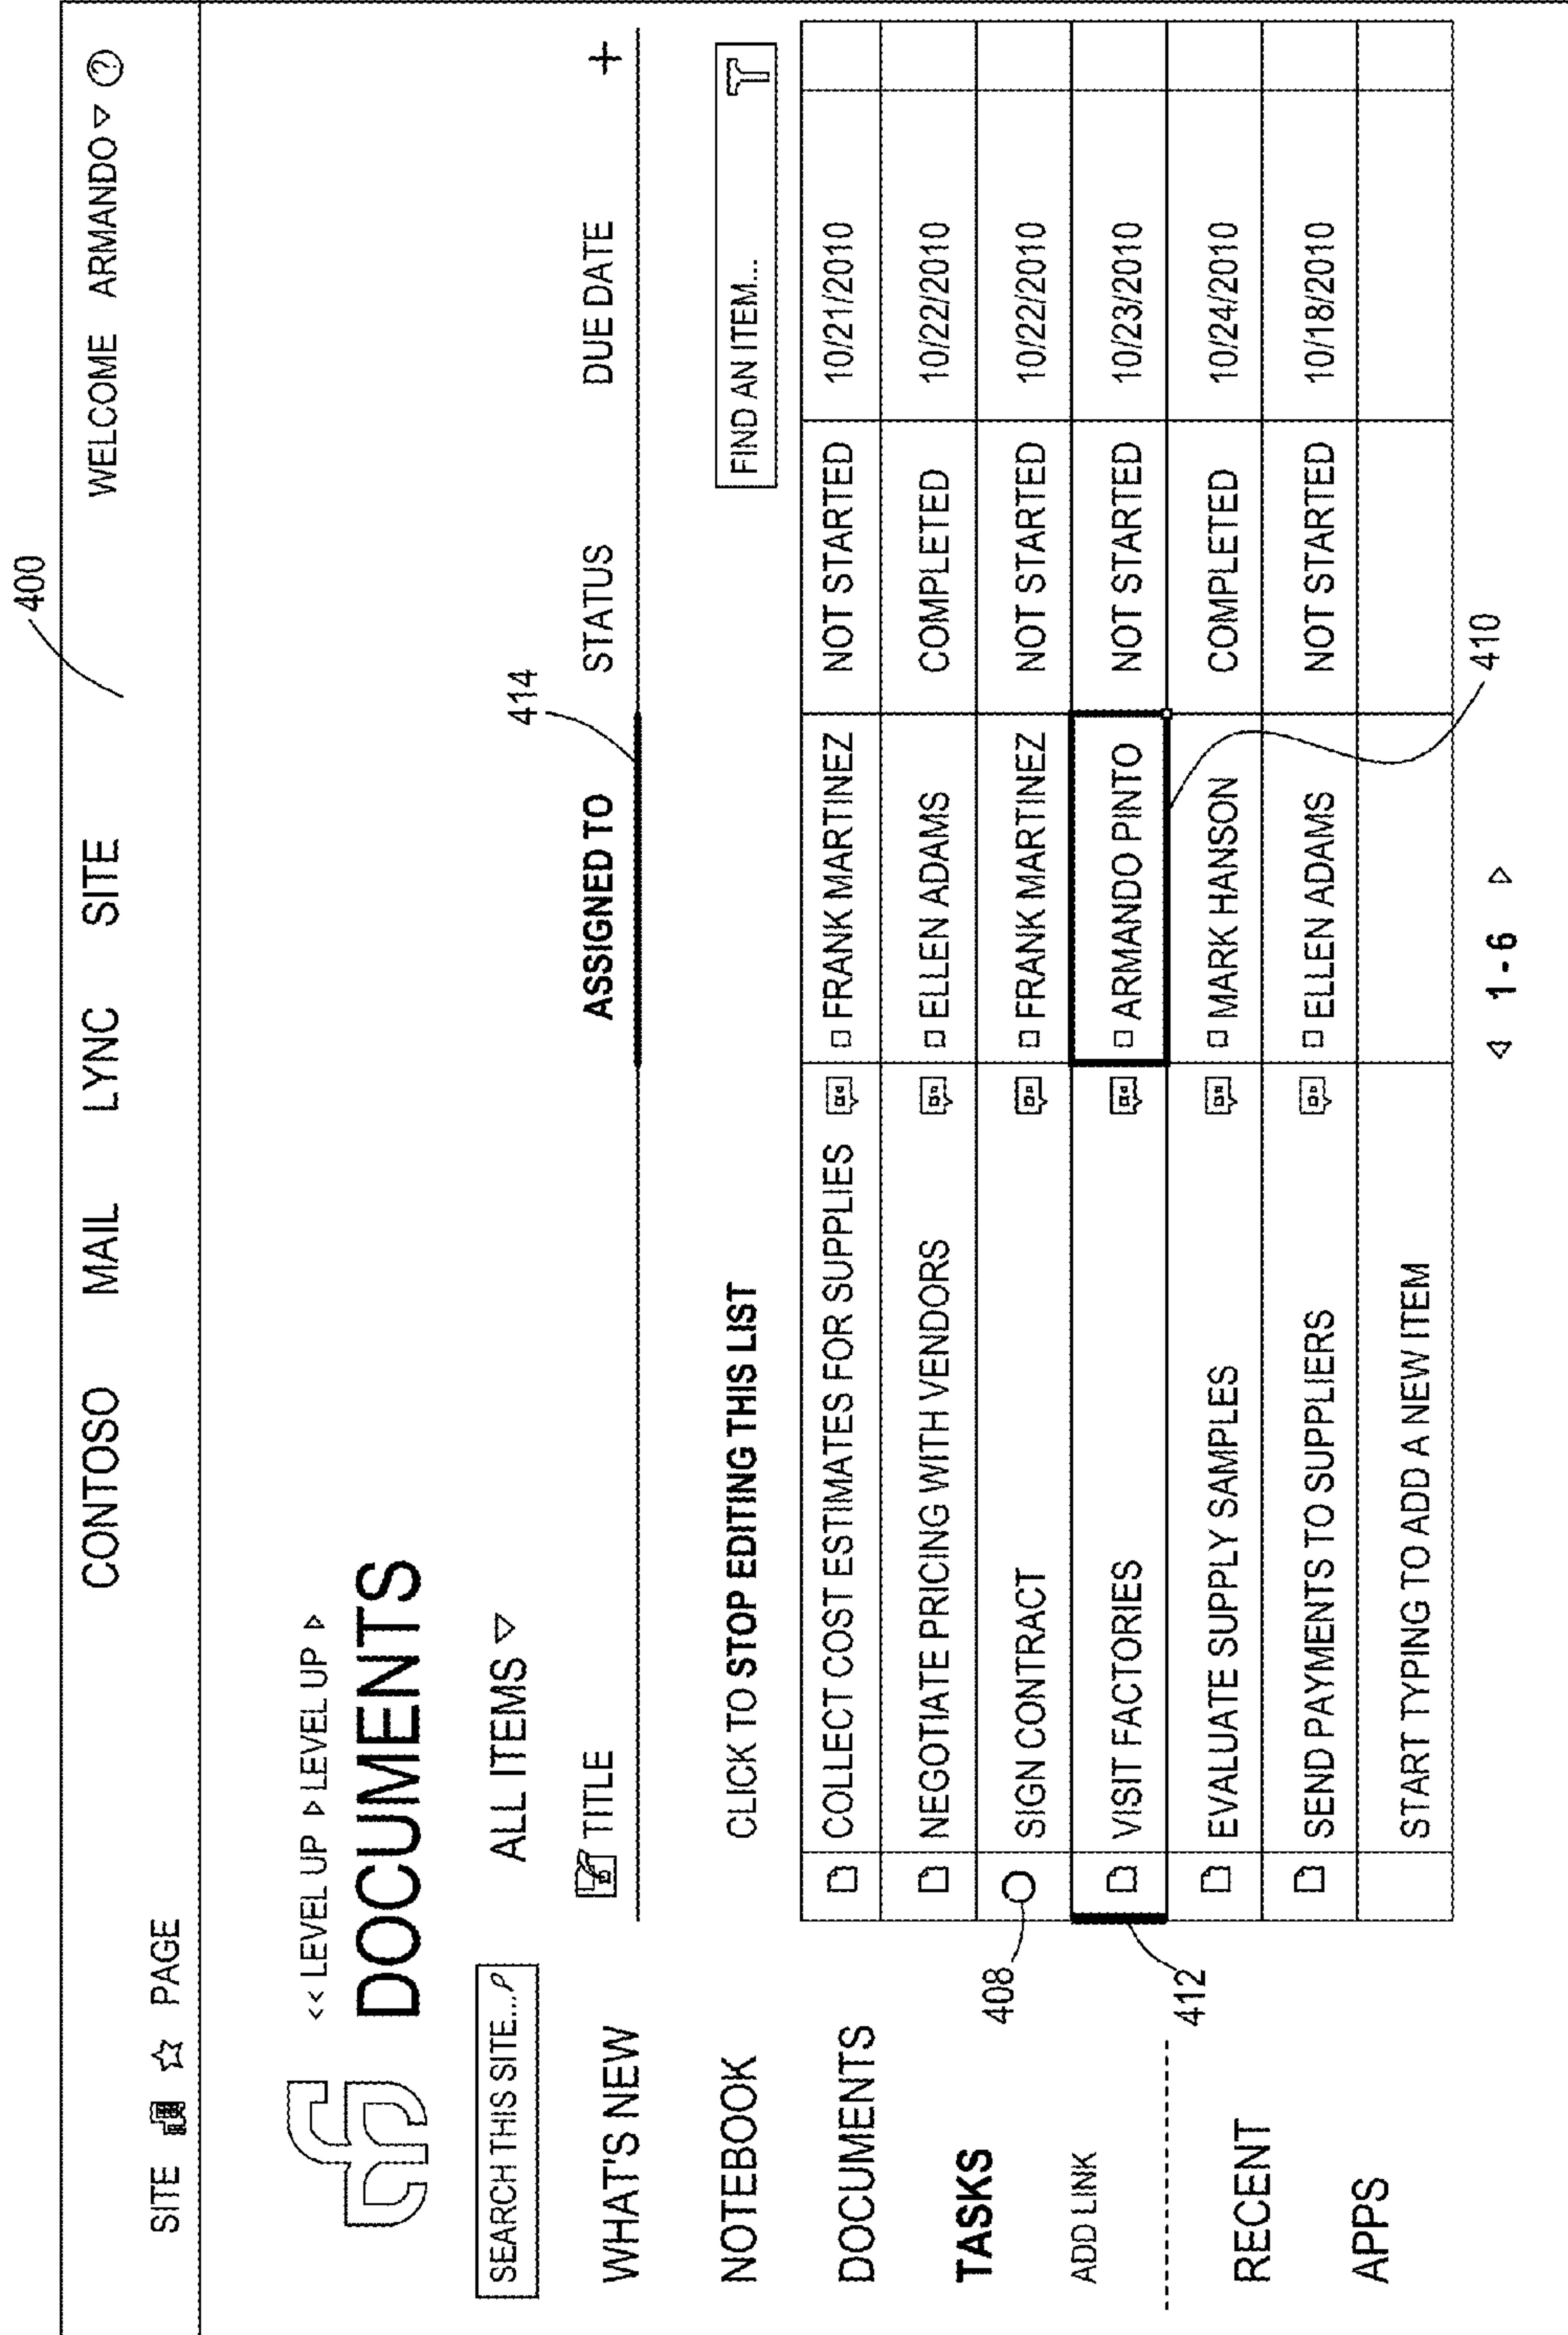 400
CONTOSO MAIL LYNC SITE WELCOME ARMANDO ?
SITE PAGE
<< LEVEL UP ▷ LEVEL UP ▷
DOCUMENTS
SEARCH THIS SITE...
ALL ITEMS
414
WHAT'S NEW
NOTEBOOK
DOCUMENTS
TASKS
ADD LINK
RECENT
APPS
TITLE ASSIGNED TO STATUS DUE DATE +
CLICK TO STOP EDITING THIS LIST FIND AN ITEM...
COLLECT COST ESTIMATES FOR SUPPLIES FRANK MARTINEZ NOT STARTED 10/21/2010
NEGOTIATE PRICING WITH VENDORS ELLEN ADAMS COMPLETED 10/22/2010
408 SIGN CONTRACT FRANK MARTINEZ NOT STARTED 10/22/2010
VISIT FACTORIES ARMANDO PINTO NOT STARTED 10/23/2010
412 EVALUATE SUPPLY SAMPLES MARK HANSON COMPLETED 10/24/2010
SEND PAYMENTS TO SUPPLIERS ELLEN ADAMS NOT STARTED 10/18/2010
START TYPING TO ADD A NEW ITEM
1 - 6
410